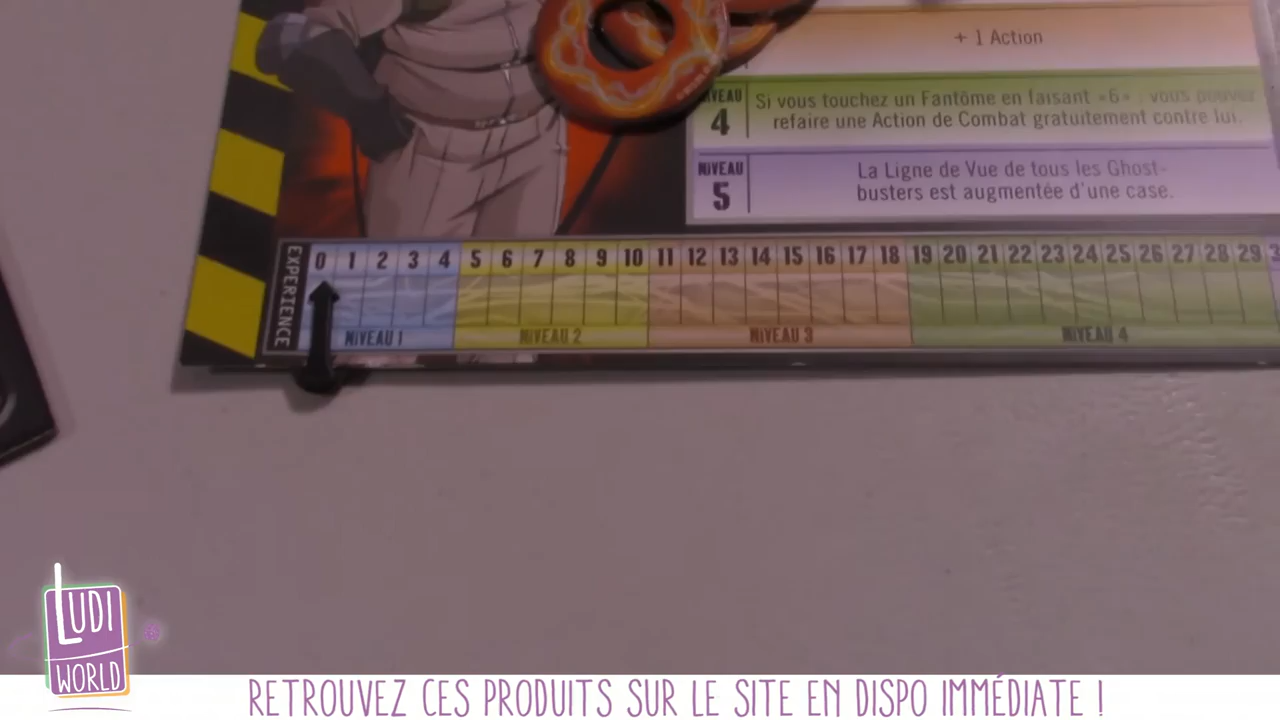 + 1 Action
NIVEAU 4
Si vous touchez un Fantôme en faisant «6» , vous pouvez
refaire une Action de Combat gratuitement contre lui.
NIVEAU 5
La Ligne de Vue de tous les Ghost-
busters est augmentée d'une case.
EXPERIENCE
0 1 2 3 4 5 6 7 8 9 10 11 12 13 14 15 16 17 18 19 20 21 22 23 24 25 26 27 28 29
NIVEAU 1 NIVEAU 2 NIVEAU 3 NIVEAU 4
LUDI
WORLD
RETROUVEZ CES PRODUITS SUR LE SITE EN DISPO IMMÉDIATE !